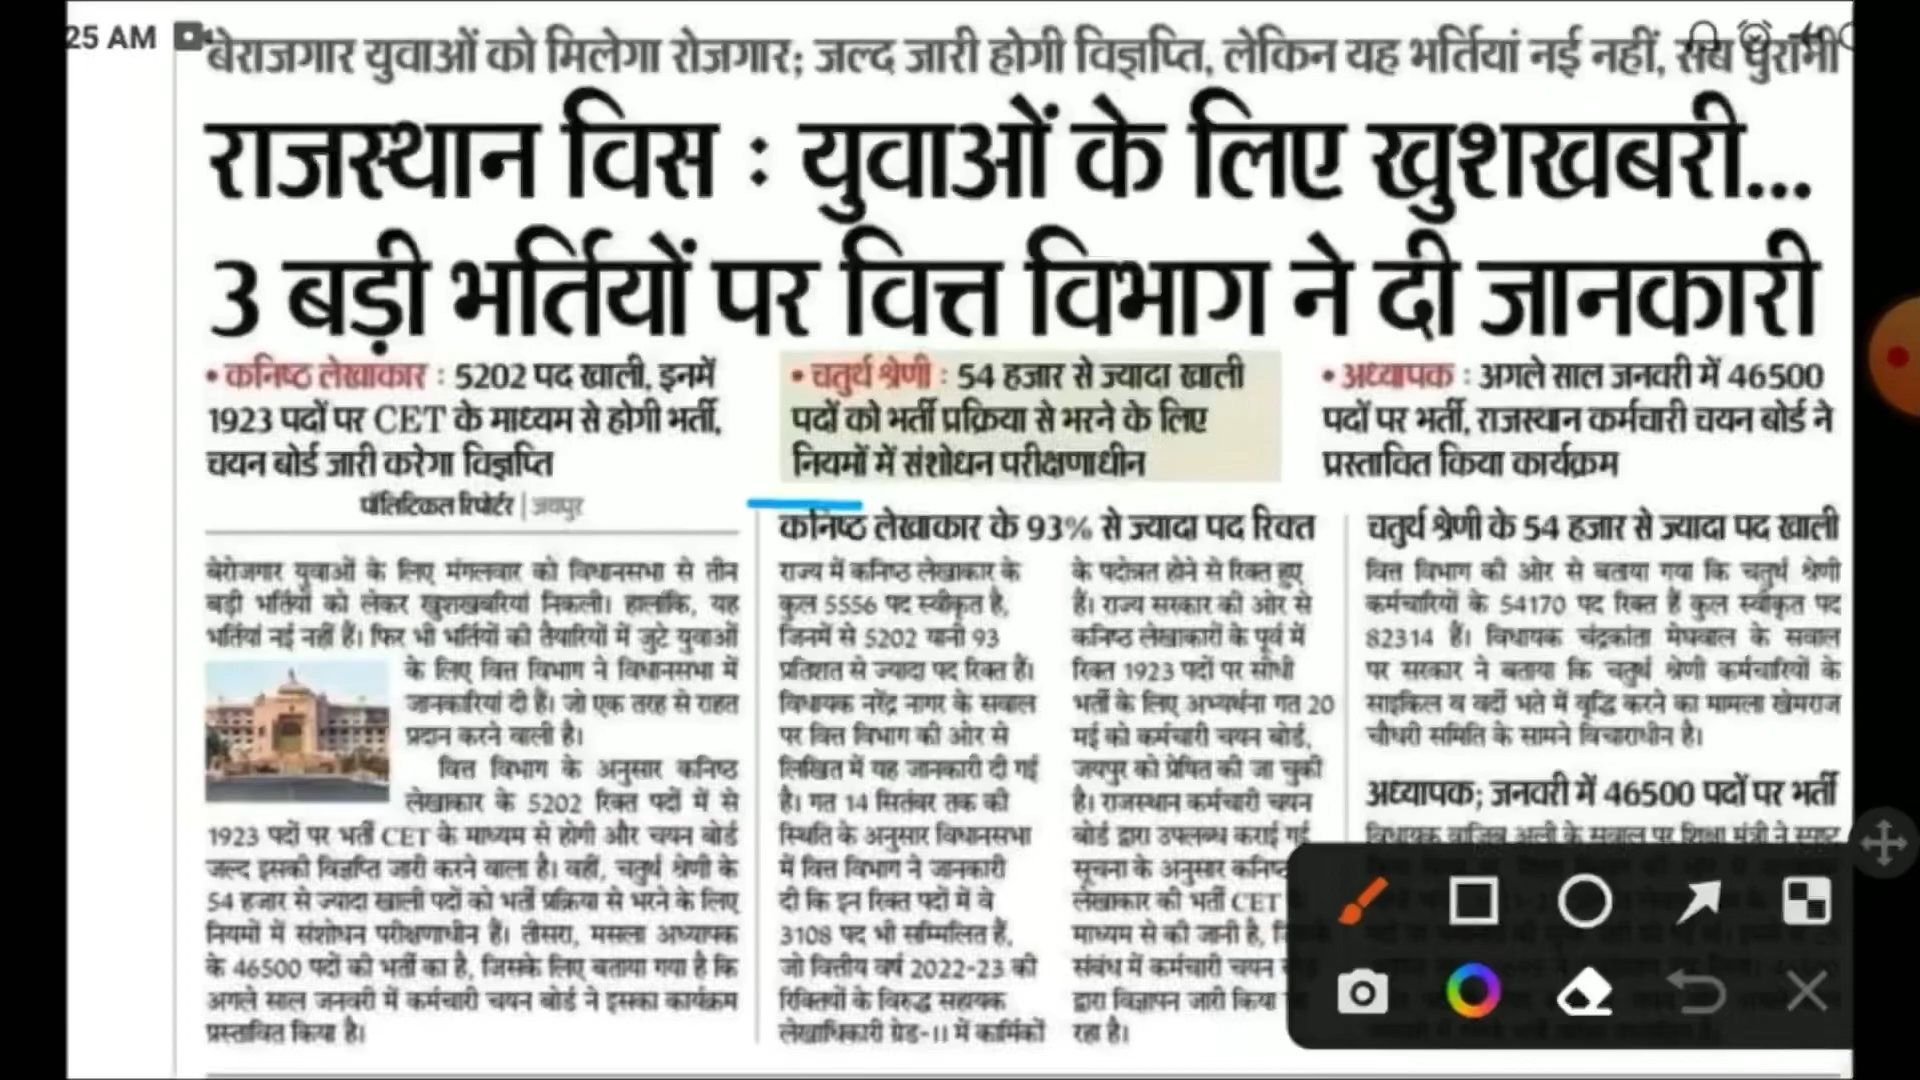 25 AM
बेराजगार युवाओं को मिलेगा रोजगार; जल्द जारी होगी विज्ञप्ति, लेकिन यह भर्तियां नई नहीं, सब पुरानी
राजस्थान विस : युवाओं के लिए खुशखबरी...
3 बड़ी भर्तियों पर वित्त विभाग ने दी जानकारी
• कनिष्ठ लेखाकार : 5202 पद खाली, इनमें
1923 पदों पर CET के माध्यम से होगी भर्ती,
चयन बोर्ड जारी करेगा विज्ञप्ति
• चतुर्थ श्रेणी : 54 हजार से ज्यादा खाली
पदों को भर्ती प्रक्रिया से भरने के लिए
नियमों में संशोधन परीक्षणाधीन
• अध्यापक : अगले साल जनवरी में 46500
पदों पर भर्ती, राजस्थान कर्मचारी चयन बोर्ड ने
प्रस्तावित किया कार्यक्रम
पॉलिटिकल रिपोर्टर | जयपुर
बेरोजगार युवाओं के लिए मंगलवार को विधानसभा से तीन
बड़ी भर्तियों को लेकर खुशखबरियां निकली। हालांकि, यह
भर्तियां नई नहीं हैं। फिर भी भर्तियों की तैयारियों में जुटे युवाओं
के लिए वित्त विभाग ने विधानसभा में
जानकारियां दी हैं। जो एक तरह से राहत
प्रदान करने वाली है।
वित्त विभाग के अनुसार कनिष्ठ
लेखाकार के 5202 रिक्त पदों में से
1923 पदों पर भर्ती CET के माध्यम से होगी और चयन बोर्ड
जल्द इसकी विज्ञप्ति जारी करने वाला है। वहीं, चतुर्थ श्रेणी के
54 हजार से ज्यादा खाली पदों को भर्ती प्रक्रिया से भरने के लिए
नियमों में संशोधन परीक्षणाधीन हैं। तीसरा, मसला अध्यापक
के 46500 पदों की भर्ती का है, जिसके लिए बताया गया है कि
अगले साल जनवरी में कर्मचारी चयन बोर्ड ने इसका कार्यक्रम
प्रस्तावित किया है।
कनिष्ठ लेखाकार के 93% से ज्यादा पद रिक्त
राज्य में कनिष्ठ लेखाकार के
कुल 5556 पद स्वीकृत है,
जिनमें से 5202 यानी 93
प्रतिशत से ज्यादा पद रिक्त हैं।
विधायक नरेंद्र नागर के सवाल
पर वित्त विभाग की ओर से
लिखित में यह जानकारी दी गई
है। गत 14 सितंबर तक की
स्थिति के अनुसार विधानसभा
में वित्त विभाग ने जानकारी
दी कि इन रिक्त पदों में वे
3108 पद भी सम्मिलित हैं,
जो वित्तीय वर्ष 2022-23 की
रिक्तियों के विरुद्ध सहायक
लेखाधिकारी ग्रेड-II में कार्मिकों
के पदोन्नत होने से रिक्त हुए
हैं। राज्य सरकार की ओर से
कनिष्ठ लेखाकारों के पूर्व में
रिक्त 1923 पदों पर सीधी
भर्ती के लिए अभ्यर्थना गत 20
मई को कर्मचारी चयन बोर्ड,
जयपुर को प्रेषित की जा चुकी
है। राजस्थान कर्मचारी चयन
बोर्ड द्वारा उपलब्ध कराई गई
सूचना के अनुसार कनिष्ठ
लेखाकार की भर्ती CET
माध्यम से की जानी है,
संबंध में कर्मचारी चयन
द्वारा विज्ञापन जारी किया
रहा है।
चतुर्थ श्रेणी के 54 हजार से ज्यादा पद खाली
वित्त विभाग की ओर से बताया गया कि चतुर्थ श्रेणी
कर्मचारियों के 54170 पद रिक्त हैं कुल स्वीकृत पद
82314 हैं। विधायक चंद्रकांता मेघवाल के सवाल
पर सरकार ने बताया कि चतुर्थ श्रेणी कर्मचारियों के
साइकिल व वर्दी भते में वृद्धि करने का मामला खेमराज
चौधरी समिति के सामने विचाराधीन है।
अध्यापक; जनवरी में 46500 पदों पर भर्ती
विधायक वाजिब अली के सवाल पर शिक्षा मंत्री ने स्पष्ट